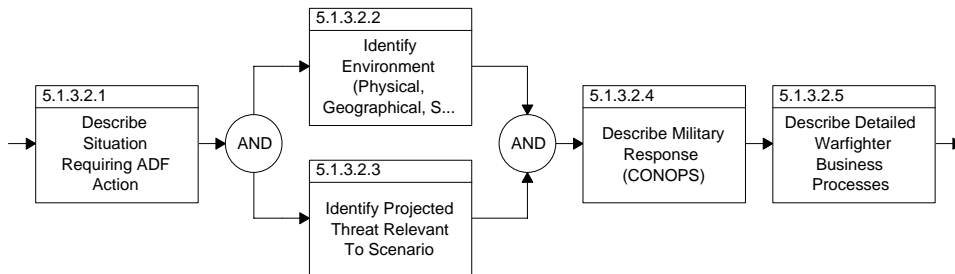 5.1.3.2.1
Describe
Situation
Requiring ADF
Action
AND
5.1.3.2.2
Identify
Environment
(Physical,
Geographical, S...
5.1.3.2.3
Identify Projected
Threat Relevant
To Scenario
AND
5.1.3.2.4
Describe Military
Response
(CONOPS)
5.1.3.2.5
Describe Detailed
Warfighter
Business
Processes